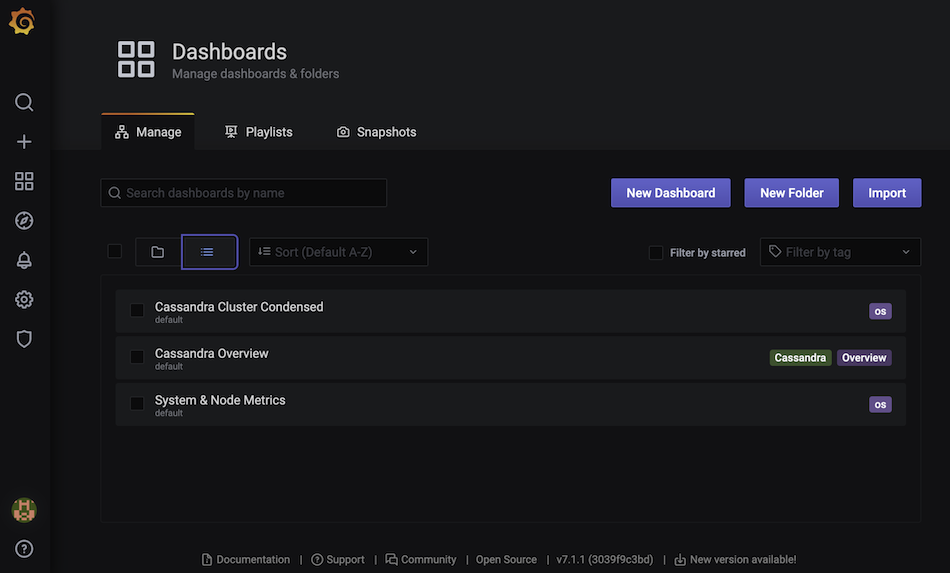 Dashboards
Manage dashboards & folders
Manage Playlists Snapshots
Search dashboards by name New Dashboard New Folder Import
Sort (Default A-Z) Filter by starred Filter by tag
Cassandra Cluster Condensed os
default
Cassandra Overview Cassandra Overview
default
System & Node Metrics os
default
Documentation | Support | Community | Open Source | v7.1.1 (3039f9c3bd) | New version available!